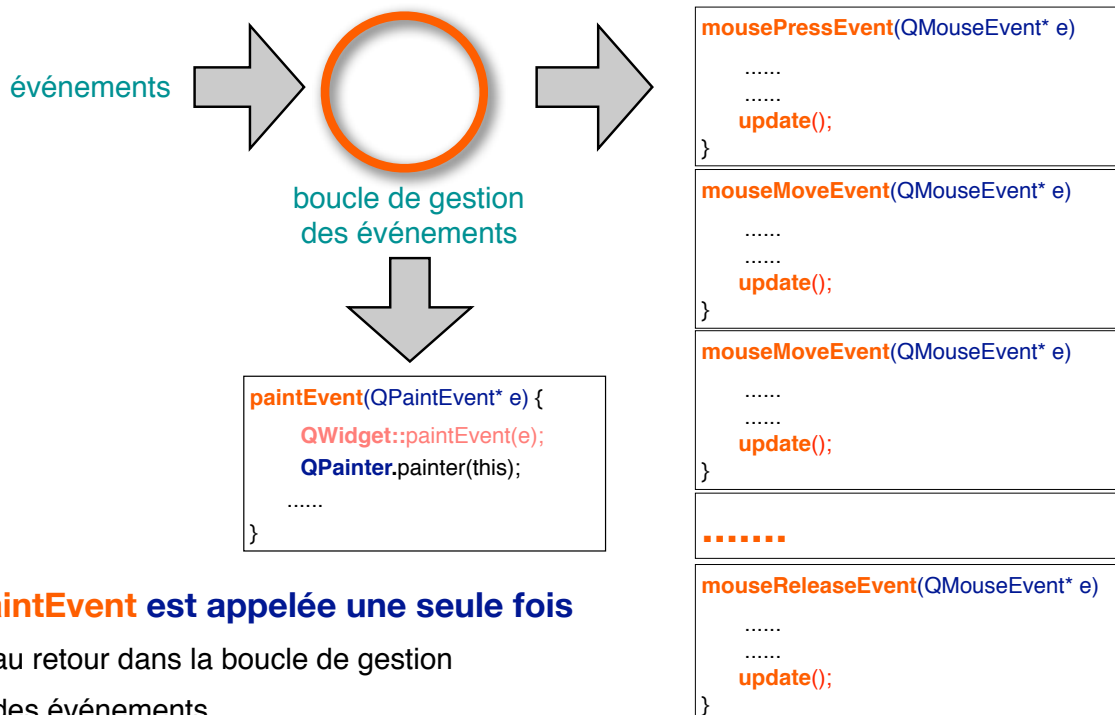 événements
boucle de gestion
des événements
paintEvent(QPaintEvent* e) {
QWidget::paintEvent(e);
QPainter.painter(this);
......
}
aintEvent est appelée une seule fois
au retour dans la boucle de gestion
des événements
mousePressEvent(QMouseEvent* e)
......
......
update();
}
mouseMoveEvent(QMouseEvent* e)
......
......
update();
}
mouseMoveEvent(QMouseEvent* e)
......
......
update();
}
.......
mouseReleaseEvent(QMouseEvent* e)
......
......
update();
}